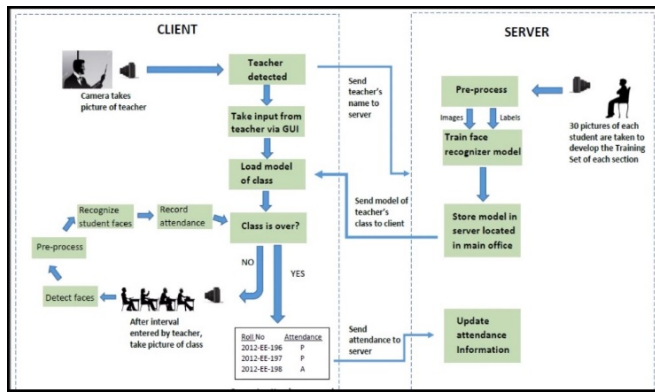 CLIENT
SERVER
Camera takes
picture of teacher
Teacher
detected
Take input from
teacher via GUI
Load model
of class
Class is over?
NO
YES
Recognize
student faces
Record
attendance
Pre-process
Detect faces
After interval
entered by teacher,
take picture of class
Roll No Attendance
2012-EE-196 P
2012-EE-197 P
2012-EE-198 A
Send
teacher's
name to
server
Send model of
teacher's
class to client
Send
attendance to
server
Pre-process
Images Labels
Train face
recognizer model
Store model in
server located
in main office
30 pictures of each
student are taken to
develop the Training
Set of each section
Update
attendance
Information